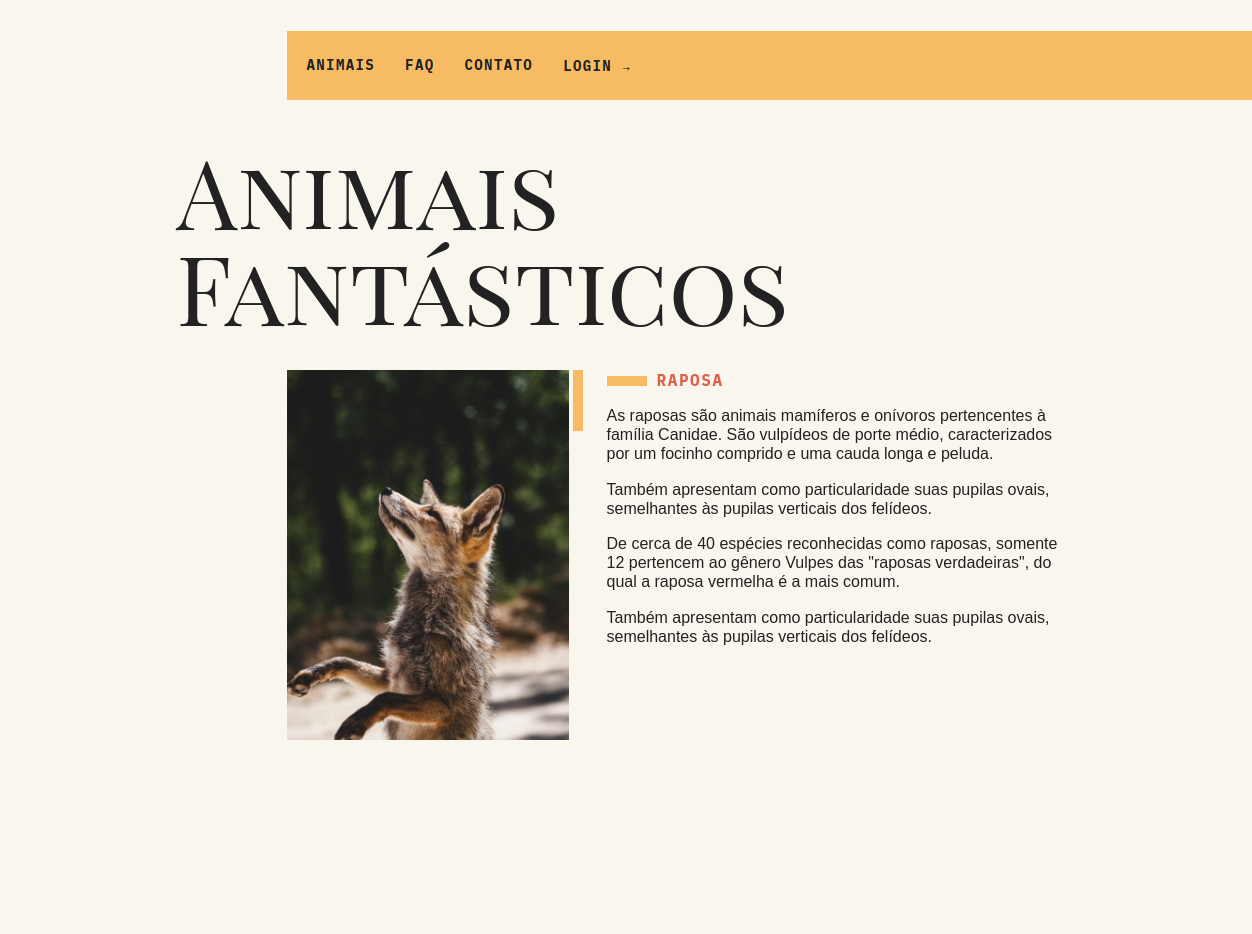 ANIMAIS FAQ CONTATO LOGIN →
Animais
Fantásticos
RAPOSA
As raposas são animais mamíferos e onívoros pertencentes à
família Canidae. São vulpídeos de porte médio, caracterizados
por um focinho comprido e uma cauda longa e peluda.
Também apresentam como particularidade suas pupilas ovais,
semelhantes às pupilas verticais dos felídeos.
De cerca de 40 espécies reconhecidas como raposas, somente
12 pertencem ao gênero Vulpes das "raposas verdadeiras", do
qual a raposa vermelha é a mais comum.
Também apresentam como particularidade suas pupilas ovais,
semelhantes às pupilas verticais dos felídeos.